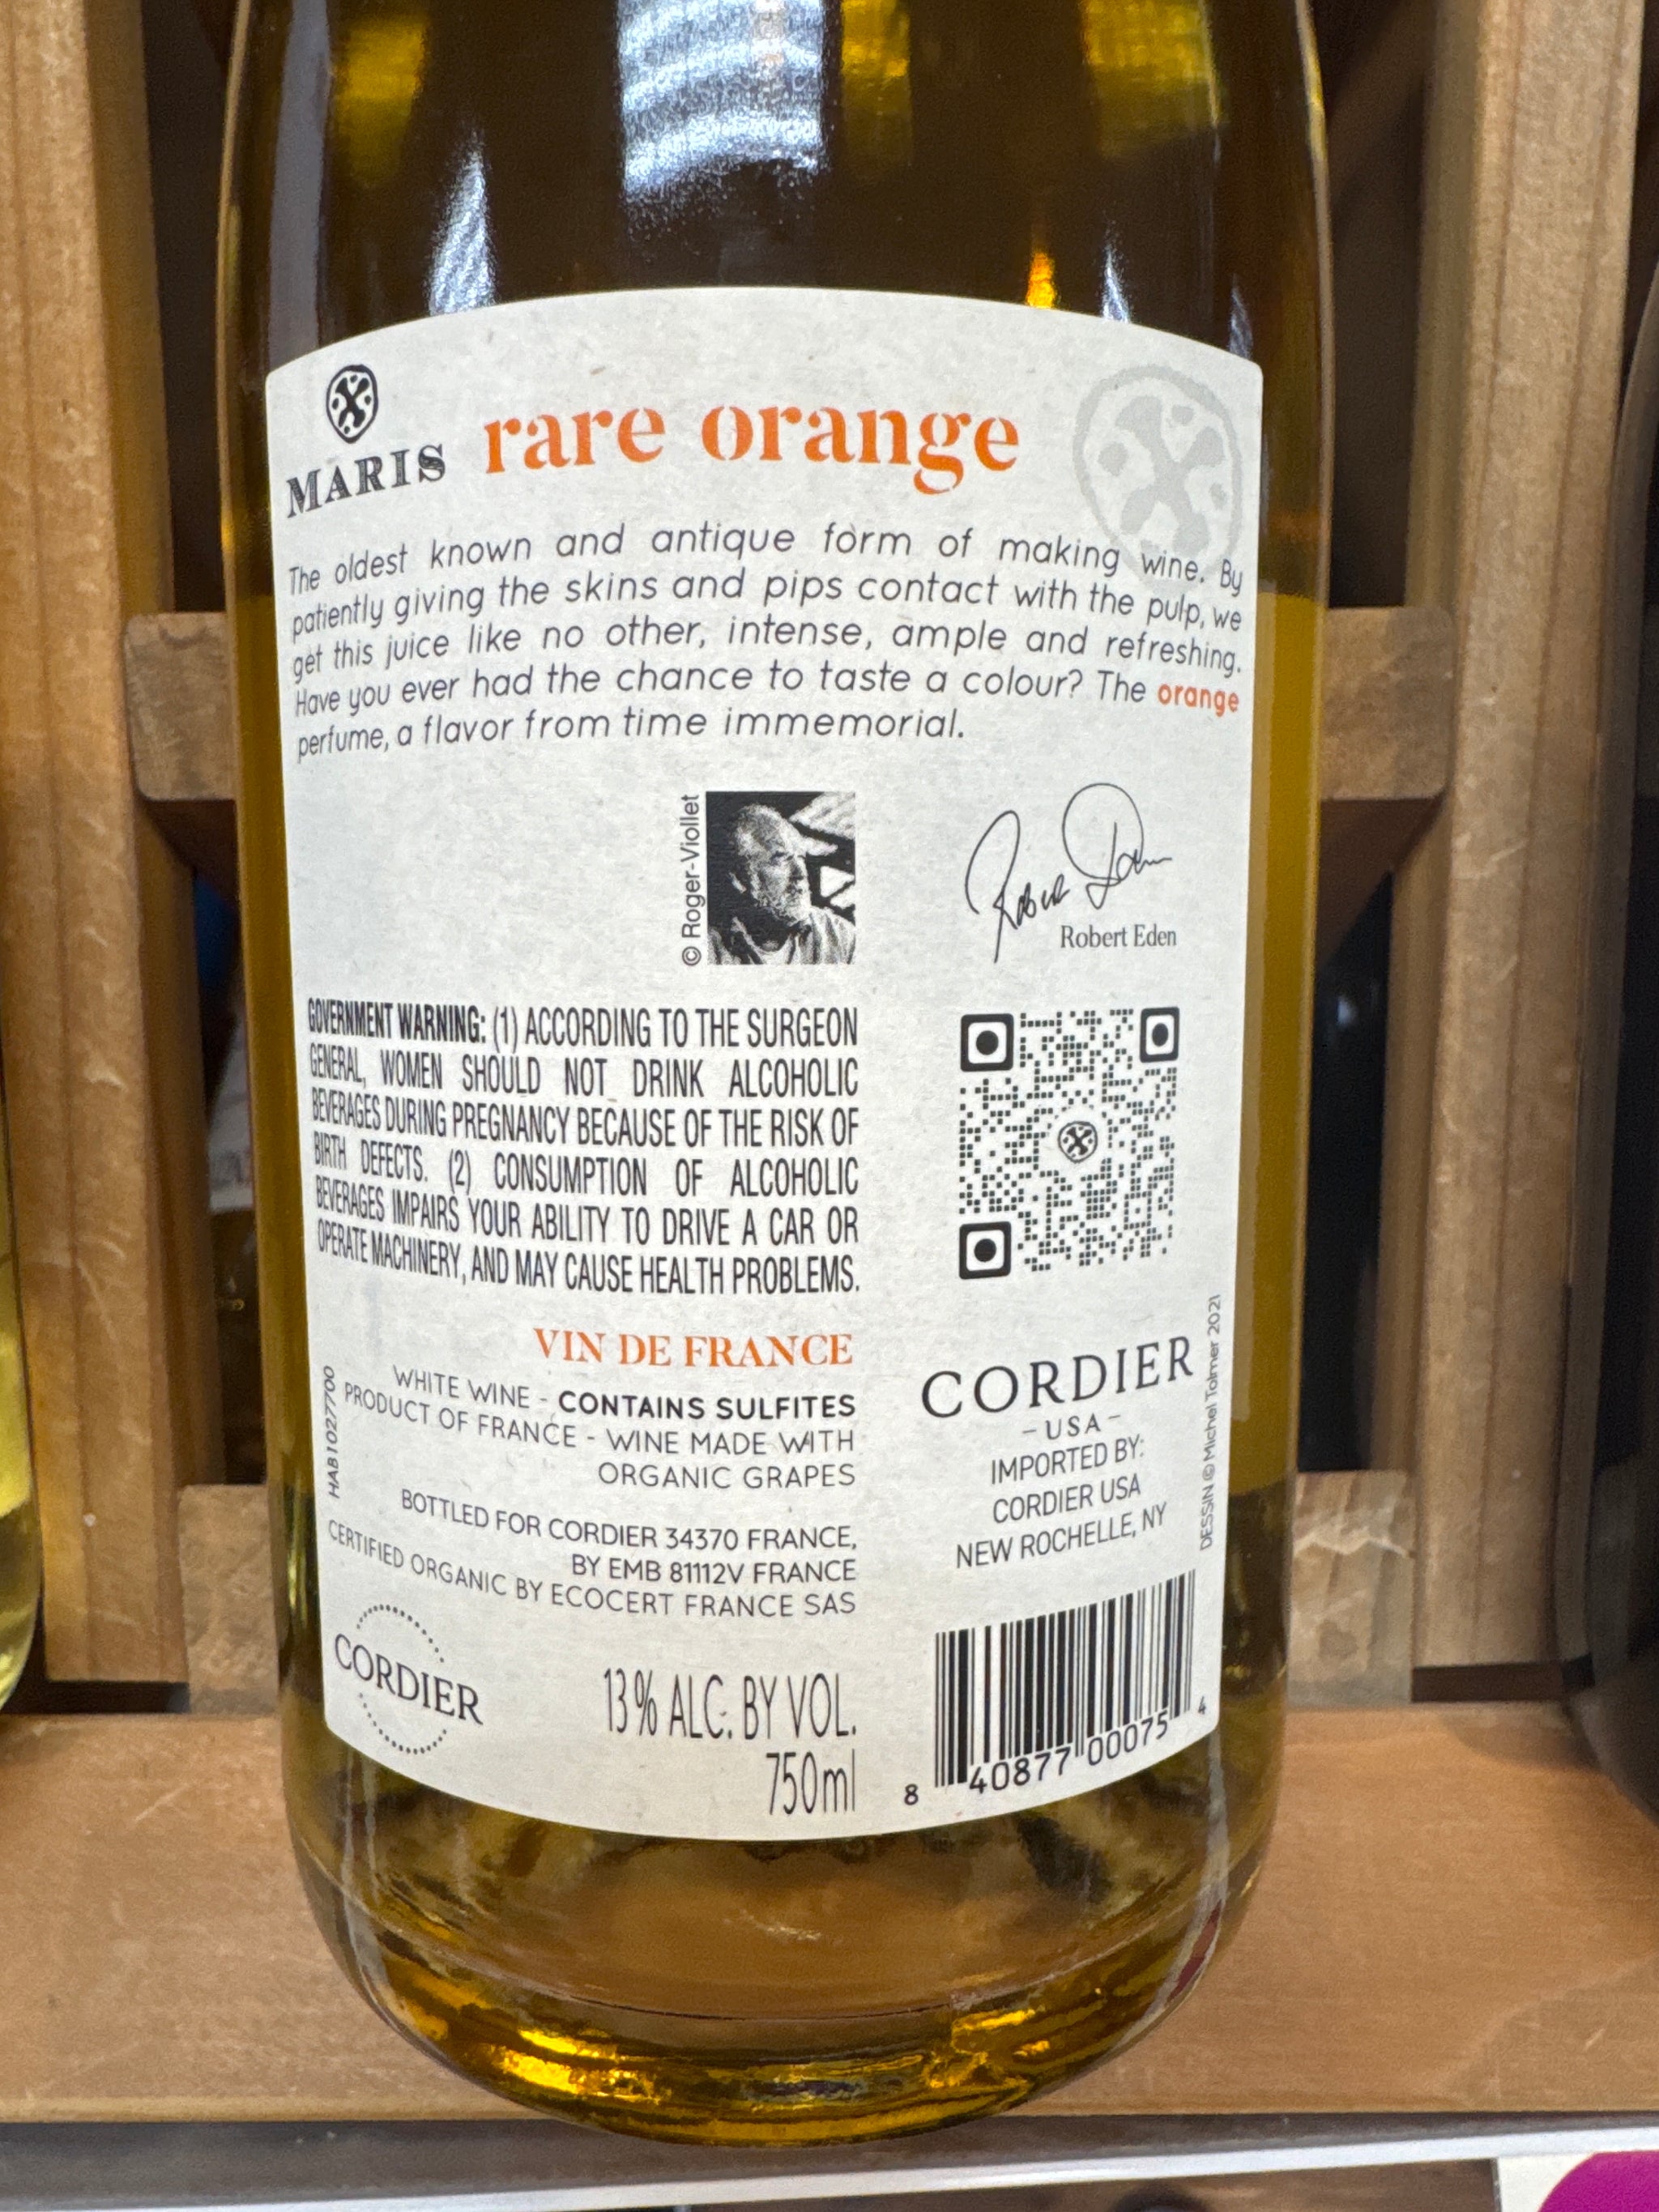 MARIS
rare orange
The oldest known and antique form of making wine. By
patiently giving the skins and pips contact with the pulp, we
get this juice like no other, intense, ample and refreshing.
Have you ever had the chance to taste a colour? The orange
perfume, a flavor from time immemorial.
© Roger-Viollet
Robert Eden
GOVERNMENT WARNING: (1) ACCORDING TO THE SURGEON
GENERAL, WOMEN SHOULD NOT DRINK ALCOHOLIC
BEVERAGES DURING PREGNANCY BECAUSE OF THE RISK OF
BIRTH DEFECTS. (2) CONSUMPTION OF ALCOHOLIC
BEVERAGES IMPAIRS YOUR ABILITY TO DRIVE A CAR OR
OPERATE MACHINERY, AND MAY CAUSE HEALTH PROBLEMS.
VIN DE FRANCE
WHITE WINE - CONTAINS SULFITES
PRODUCT OF FRANCE - WINE MADE WITH
ORGANIC GRAPES
HAB1027700
BOTTLED FOR CORDIER 34370 FRANCE,
BY EMB 81112V FRANCE
CERTIFIED ORGANIC BY ECOCERT FRANCE SAS
CORDIER
13% ALC. BY VOL.
750ml
CORDIER
- USA -
IMPORTED BY:
CORDIER USA
NEW ROCHELLE, NY
DESSIN © Michel Tolmer 2021
8 40877 00075 4